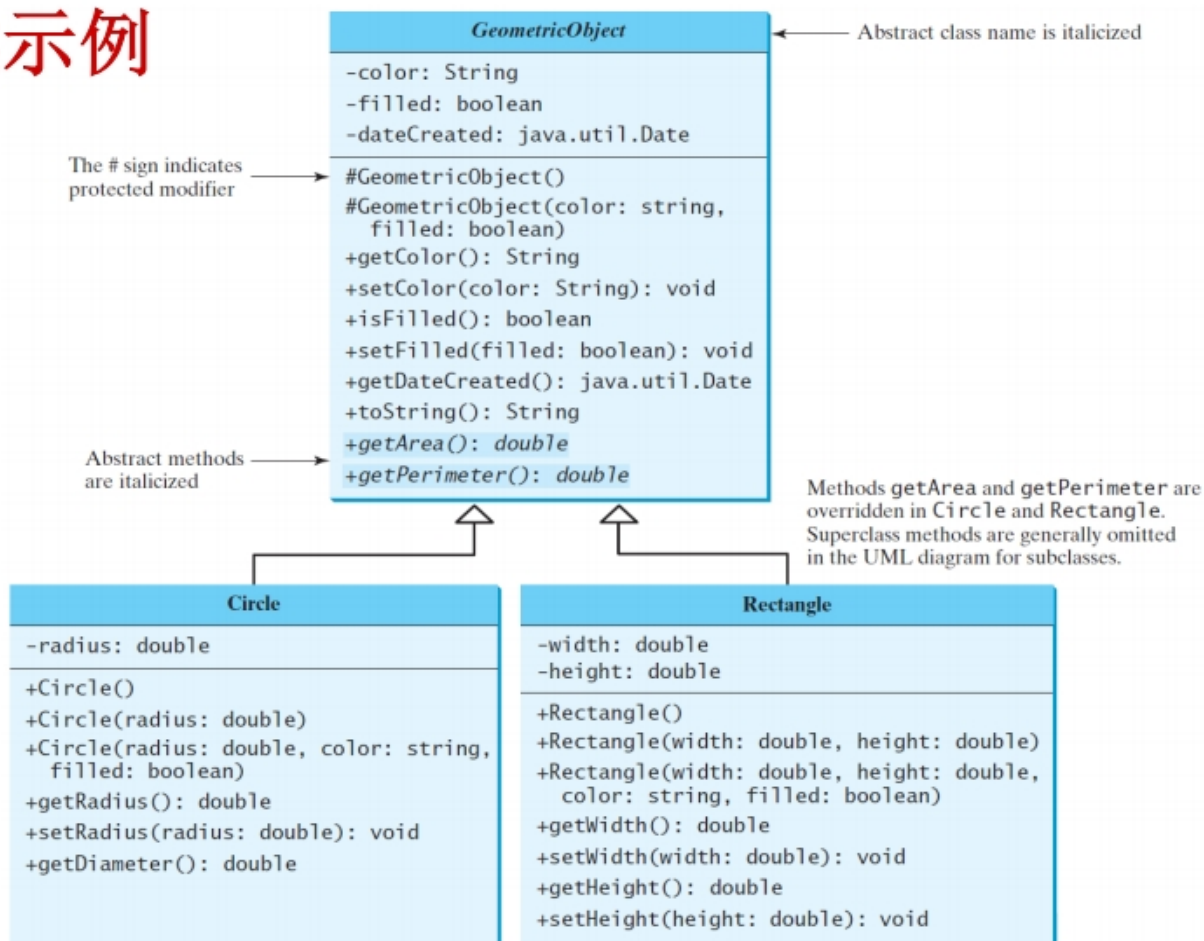 示例
GeometricObject
Abstract class name is italicized
-color: String
-filled: boolean
-dateCreated: java.util.Date
The # sign indicates
protected modifier
#GeometricObject()
#GeometricObject(color: string,
filled: boolean)
+getColor(): String
+setColor(color: String): void
+isFilled(): boolean
+setFilled(filled: boolean): void
+getDateCreated(): java.util.Date
+toString(): String
+getArea(): double
+getPerimeter(): double
Abstract methods
are italicized
Methods getArea and getPerimeter are
overridden in Circle and Rectangle.
Superclass methods are generally omitted
in the UML diagram for subclasses.
Circle
-radius: double
+Circle()
+Circle(radius: double)
+Circle(radius: double, color: string,
filled: boolean)
+getRadius(): double
+setRadius(radius: double): void
+getDiameter(): double
Rectangle
-width: double
-height: double
+Rectangle()
+Rectangle(width: double, height: double)
+Rectangle(width: double, height: double,
color: string, filled: boolean)
+getWidth(): double
+setWidth(width: double): void
+getHeight(): double
+setHeight(height: double): void